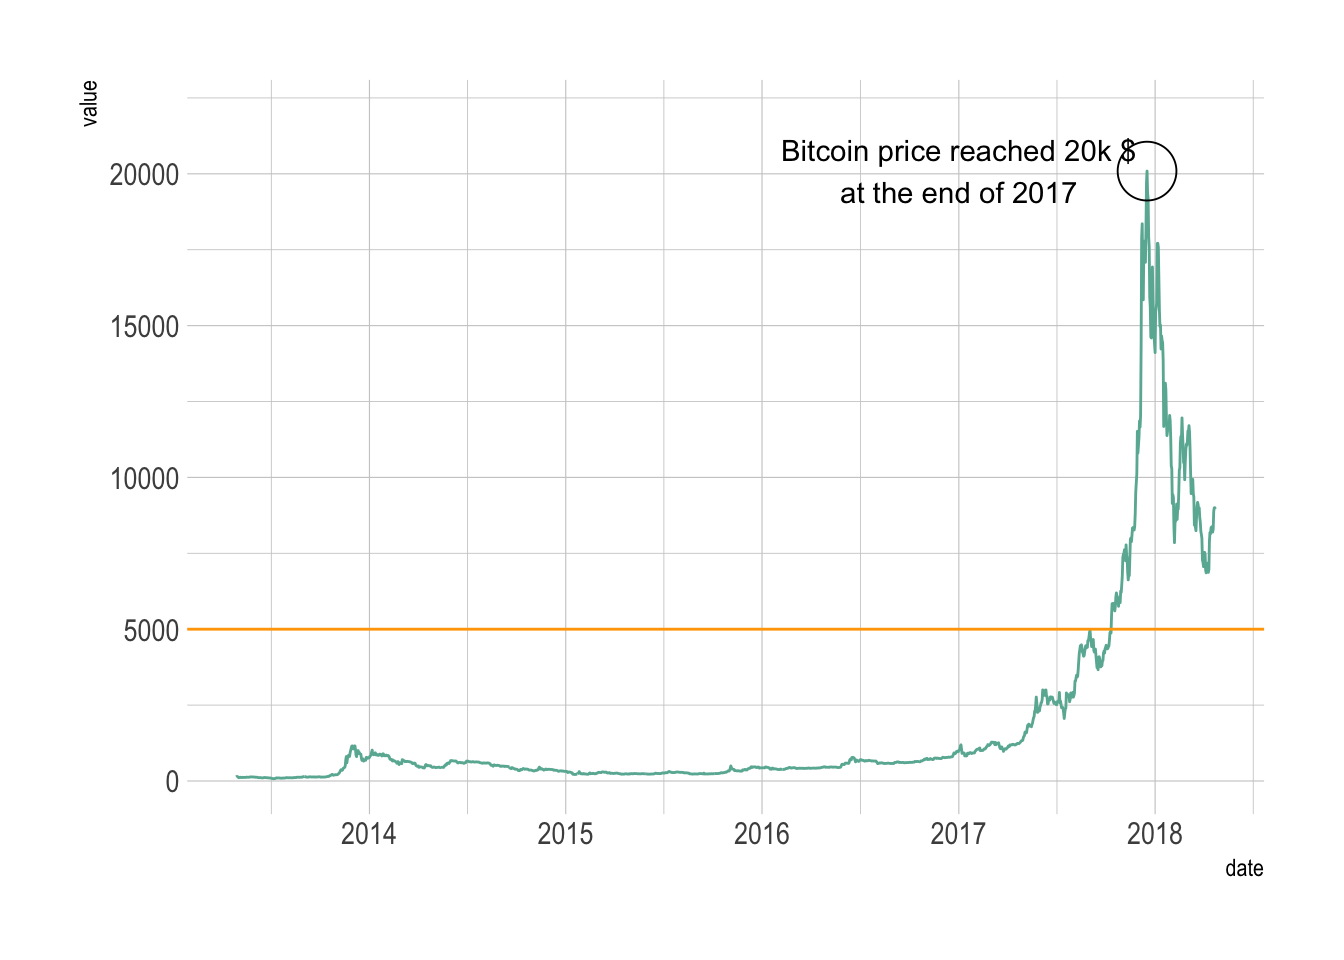 value
Bitcoin price reached 20k $
at the end of 2017
20000
15000
10000
5000
0
2014 2015 2016 2017 2018
date